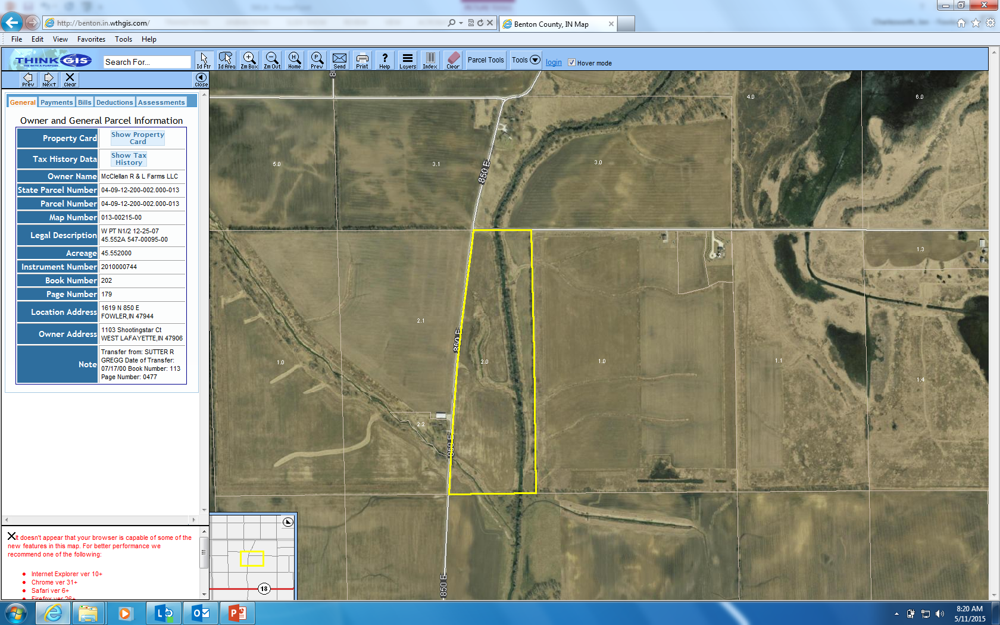 http://benton.in.wthgis.com/
Benton County, IN Map
File Edit View Favorites Tools Help
THINK GIS
GIS WITH A PURPOSE
Search For...
Id Ftr
Id Area
Zm Box
Zm Out
Home
Prev
Send
Print
Help
Layers
Index
Clear
Parcel Tools
Tools
login
Hover mode
Prev
Next
Clear
Close
General Payments Bills Deductions Assessments
Owner and General Parcel Information
Property Card Show Property
Card
Tax History Data Show Tax
History
Owner Name McClellan R & L Farms LLC
State Parcel Number 04-09-12-200-002.000-013
Parcel Number 04-09-12-200-002.000-013
Map Number 013-00215-00
Legal Description W PT N1/2 12-25-07
45.552A 547-00095-00
Acreage 45.552000
Instrument Number 2010000744
Book Number 202
Page Number 179
Location Address 1619 N 850 E
FOWLER,IN 47944
Owner Address 1103 Shootingstar Ct
WEST LAFAYETTE,IN 47906
Note Transfer from: SUTTER R
GREGG Date of Transfer:
07/17/00 Book Number: 113
Page Number: 0477
It doesn't appear that your browser is capable of some of the
new features in this map. For better performance we
recommend one of the following:
Internet Explorer ver 10+
Chrome ver 31+
Safari ver 6+
Firefox ver 26+
4.0
6.0
5.0
3.1
3.0
850 E
1.2
1.3
2.1
850 E
1.0
2.0
1.0
1.1
1.4
2.2
850 E
850 E
18
8:20 AM
5/11/2015